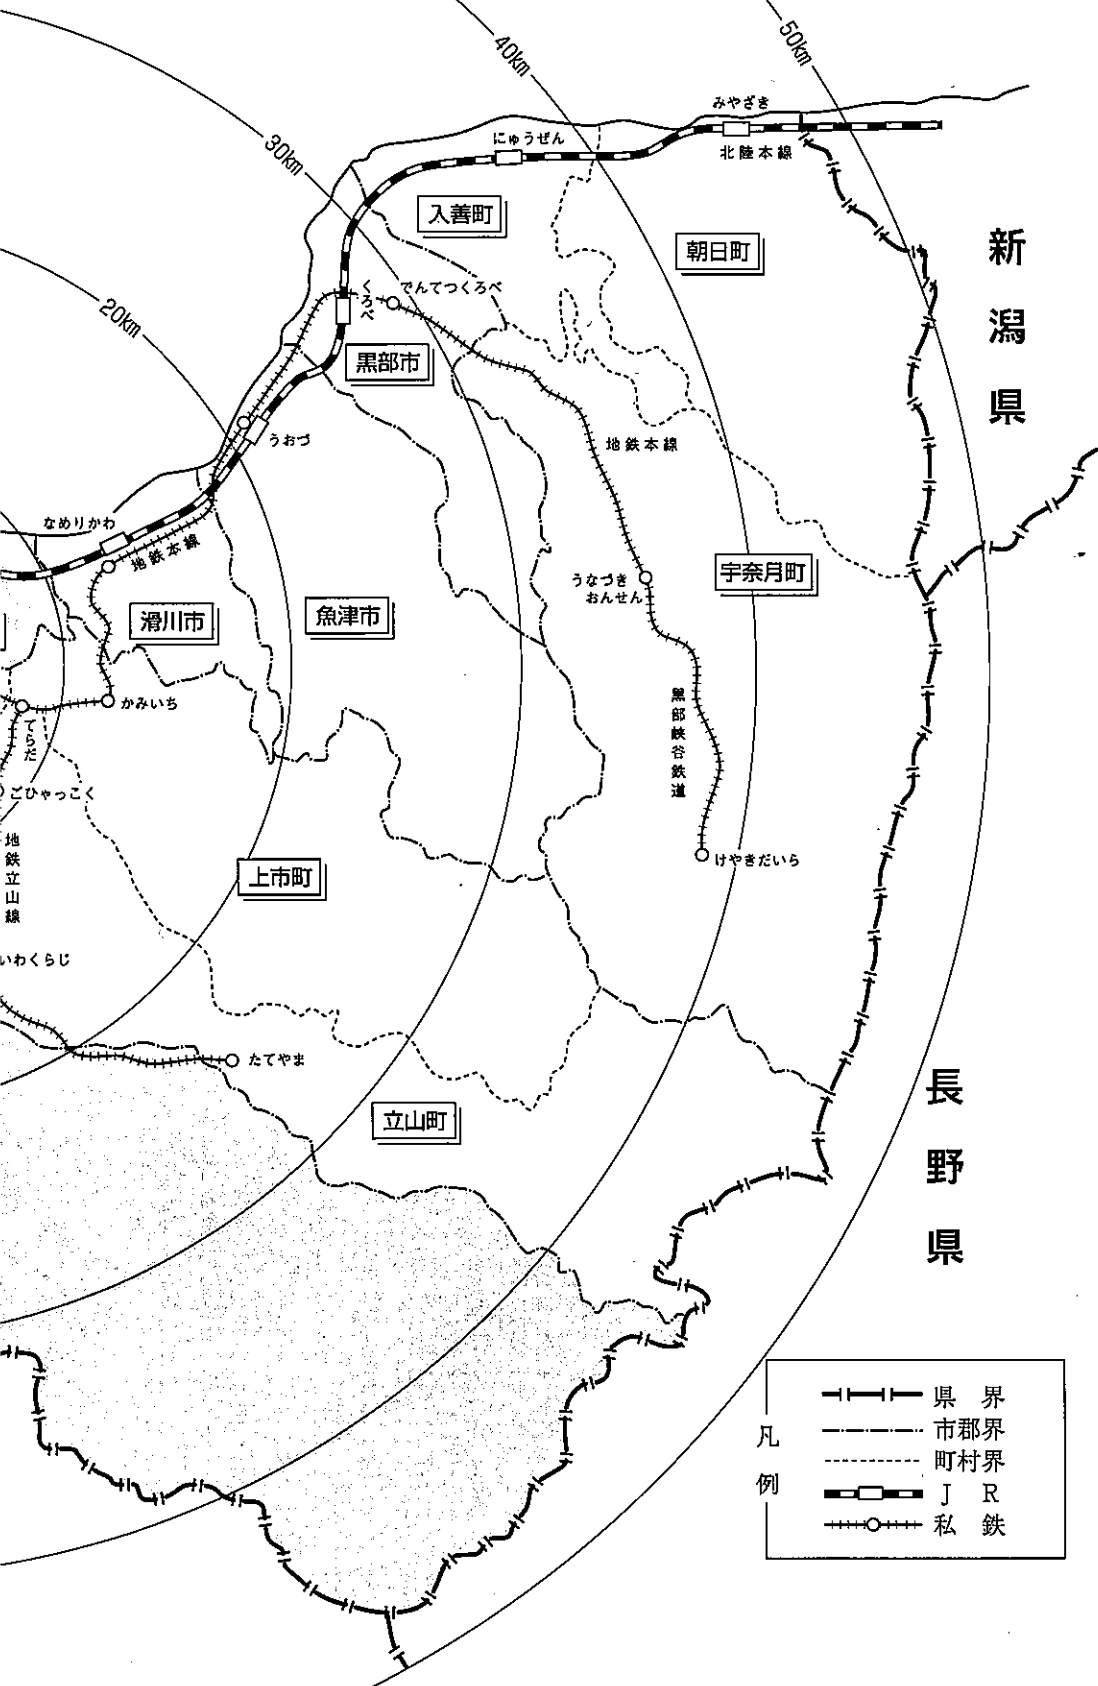 50km
40km
30km
20km
みやざき
北陸本線
にゅうぜん
入善町
朝日町
新潟県
くろべ
でんてつくろべ
黒部市
うおづ
地鉄本線
なめりかわ
地鉄本線
うなづき
おんせん
宇奈月町
滑川市
魚津市
かみいち
てらだ
黒部峡谷鉄道
ごひゃっこく
けやきだいら
地鉄立山線
上市町
いわくらじ
たてやま
立山町
長野県
凡例
県界
市郡界
町村界
JR
私鉄